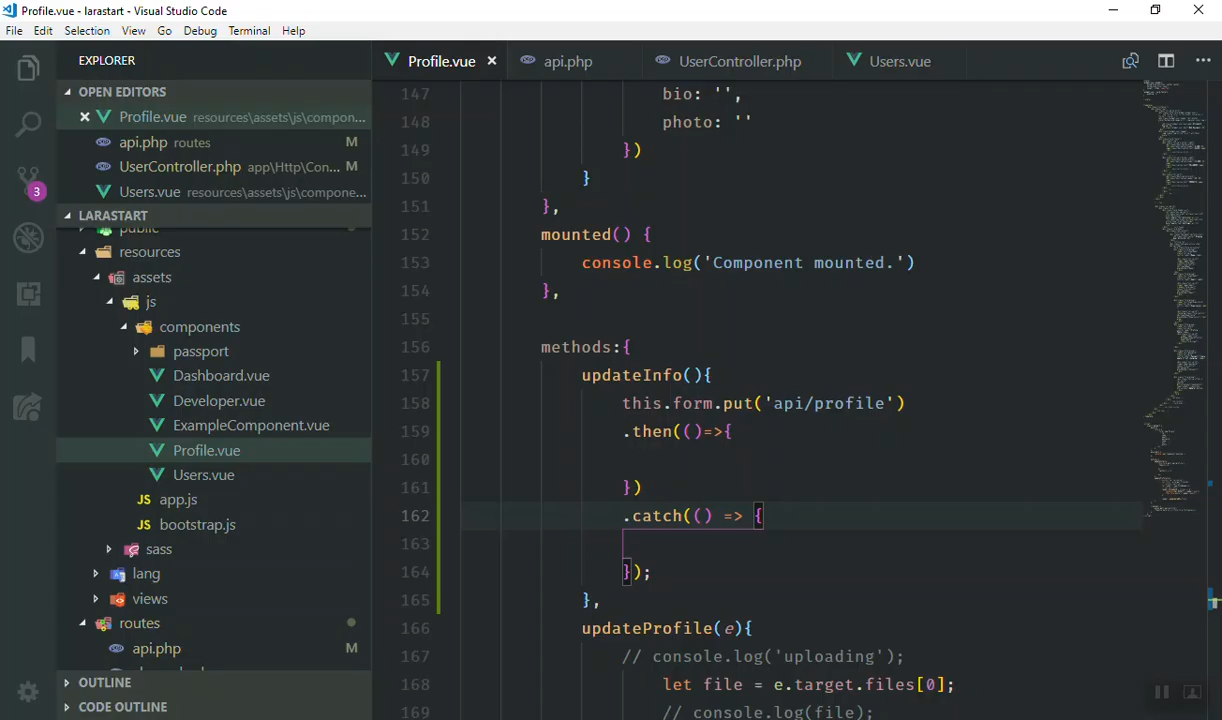 Profile.vue - larastart - Visual Studio Code
File Edit Selection View Go Debug Terminal Help
EXPLORER
OPEN EDITORS
Profile.vue resources\assets\js\compon...
api.php routes M
UserController.php app\Http\Con... M
Users.vue resources\assets\js\compone...
LARASTART
public
resources
assets
js
components
passport
Dashboard.vue
Developer.vue
ExampleComponent.vue
Profile.vue
Users.vue
JS app.js
JS bootstrap.js
sass
lang
views
routes
api.php M
OUTLINE
CODE OUTLINE
3
Profile.vue api.php UserController.php Users.vue
147 bio: '',
148 photo: ''
149 })
150 }
151 },
152 mounted() {
153 console.log('Component mounted.')
154 },
155
156 methods:{
157 updateInfo(){
158 this.form.put('api/profile')
159 .then(()=>{
160
161 })
162 .catch(() => {
163
164 });
165 },
166 updateProfile(e){
167 // console.log('uploading');
168 let file = e.target.files[0];
169 // console.log(file);